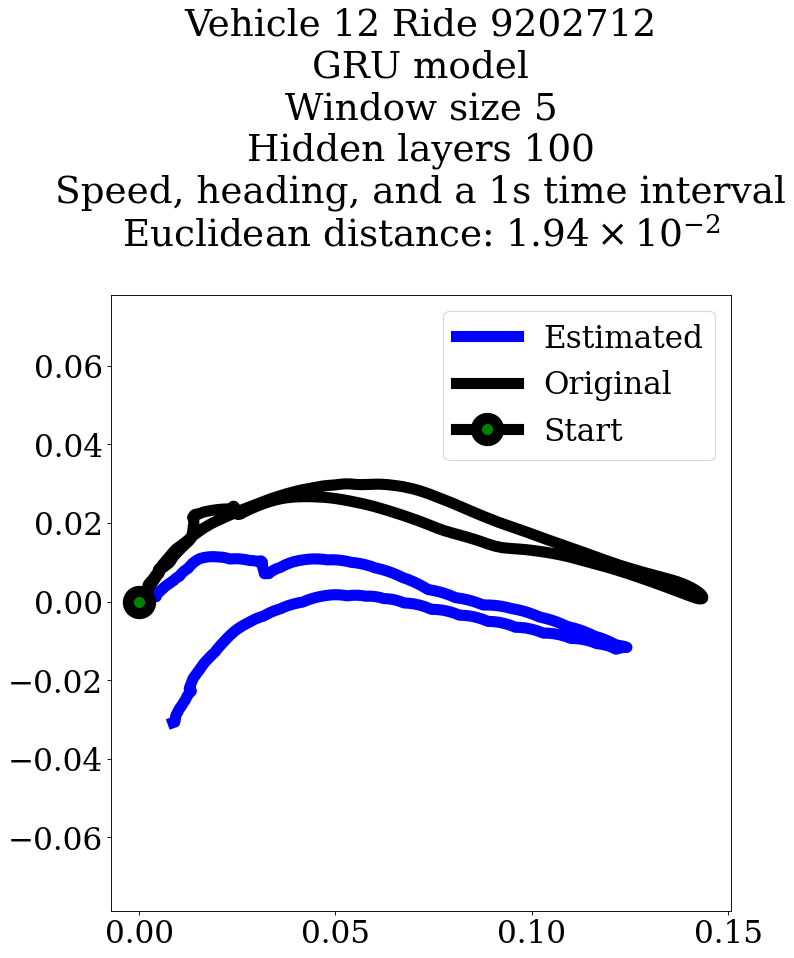 Vehicle 12 Ride 9202712
GRU model
Window size 5
Hidden layers 100
Speed, heading, and a 1s time interval
Euclidean distance: 1.94 × 10⁻²
Estimated
Original
Start
0.06
0.04
0.02
0.00
−0.02
−0.04
−0.06
0.00 0.05 0.10 0.15